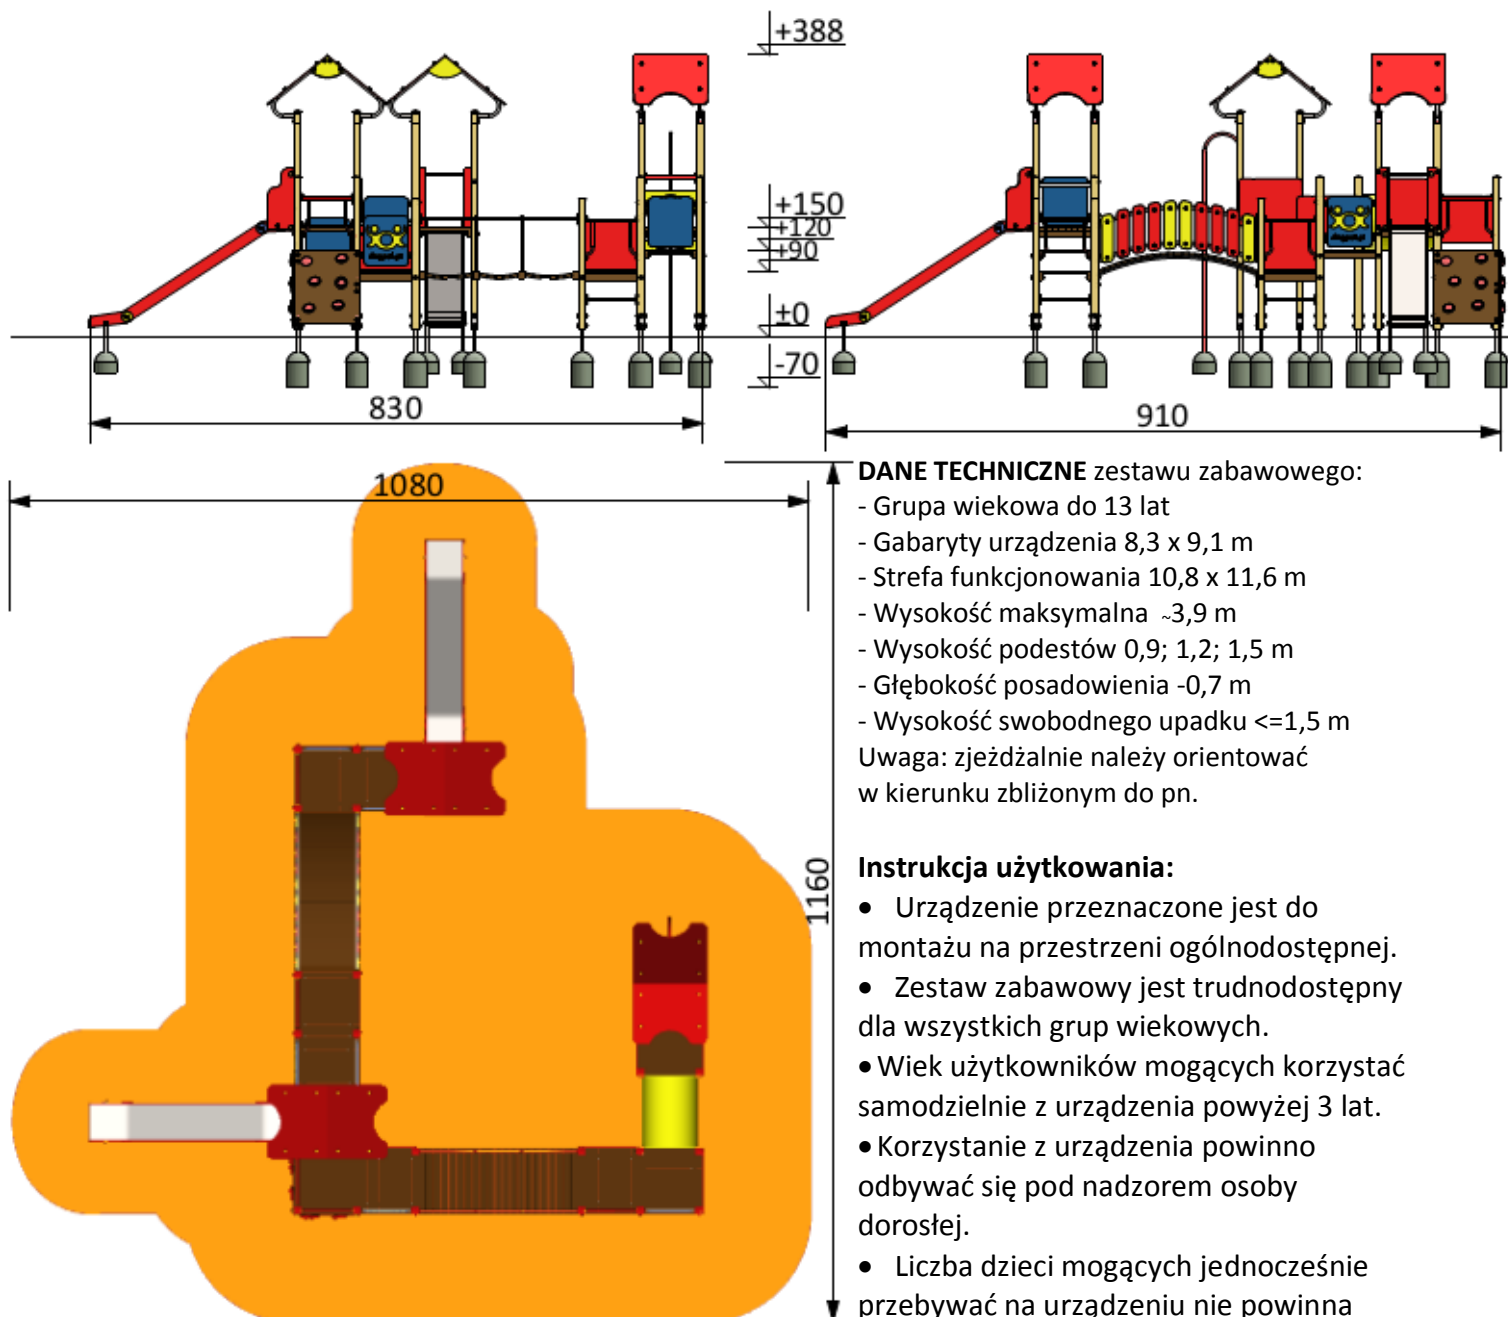 +388
+150
+120
+90
±0
-70
830
910
1080
1160
DANE TECHNICZNE zestawu zabawowego:
- Grupa wiekowa do 13 lat
- Gabaryty urządzenia 8,3 x 9,1 m
- Strefa funkcjonowania 10,8 x 11,6 m
- Wysokość maksymalna ~3,9 m
- Wysokość podestów 0,9; 1,2; 1,5 m
- Głębokość posadowienia -0,7 m
- Wysokość swobodnego upadku <=1,5 m
Uwaga: zjeżdżalnie należy orientować
w kierunku zbliżonym do pn.
Instrukcja użytkowania:
• Urządzenie przeznaczone jest do
montażu na przestrzeni ogólnodostępnej.
• Zestaw zabawowy jest trudnodostępny
dla wszystkich grup wiekowych.
• Wiek użytkowników mogących korzystać
samodzielnie z urządzenia powyżej 3 lat.
• Korzystanie z urządzenia powinno
odbywać się pod nadzorem osoby
dorosłej.
• Liczba dzieci mogących jednocześnie
przebywać na urządzeniu nie powinna